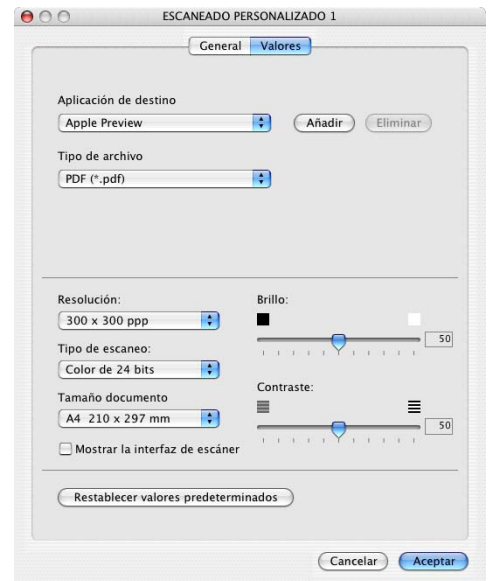 ESCANEADO PERSONALIZADO 1
General Valores
Aplicación de destino
Apple Preview Añadir Eliminar
Tipo de archivo
PDF (*.pdf)
Resolución: Brillo:
300 x 300 ppp 50
Tipo de escaneo:
Color de 24 bits
Contraste:
Tamaño documento
A4 210 x 297 mm 50
Mostrar la interfaz de escáner
Restablecer valores predeterminados
Cancelar Aceptar